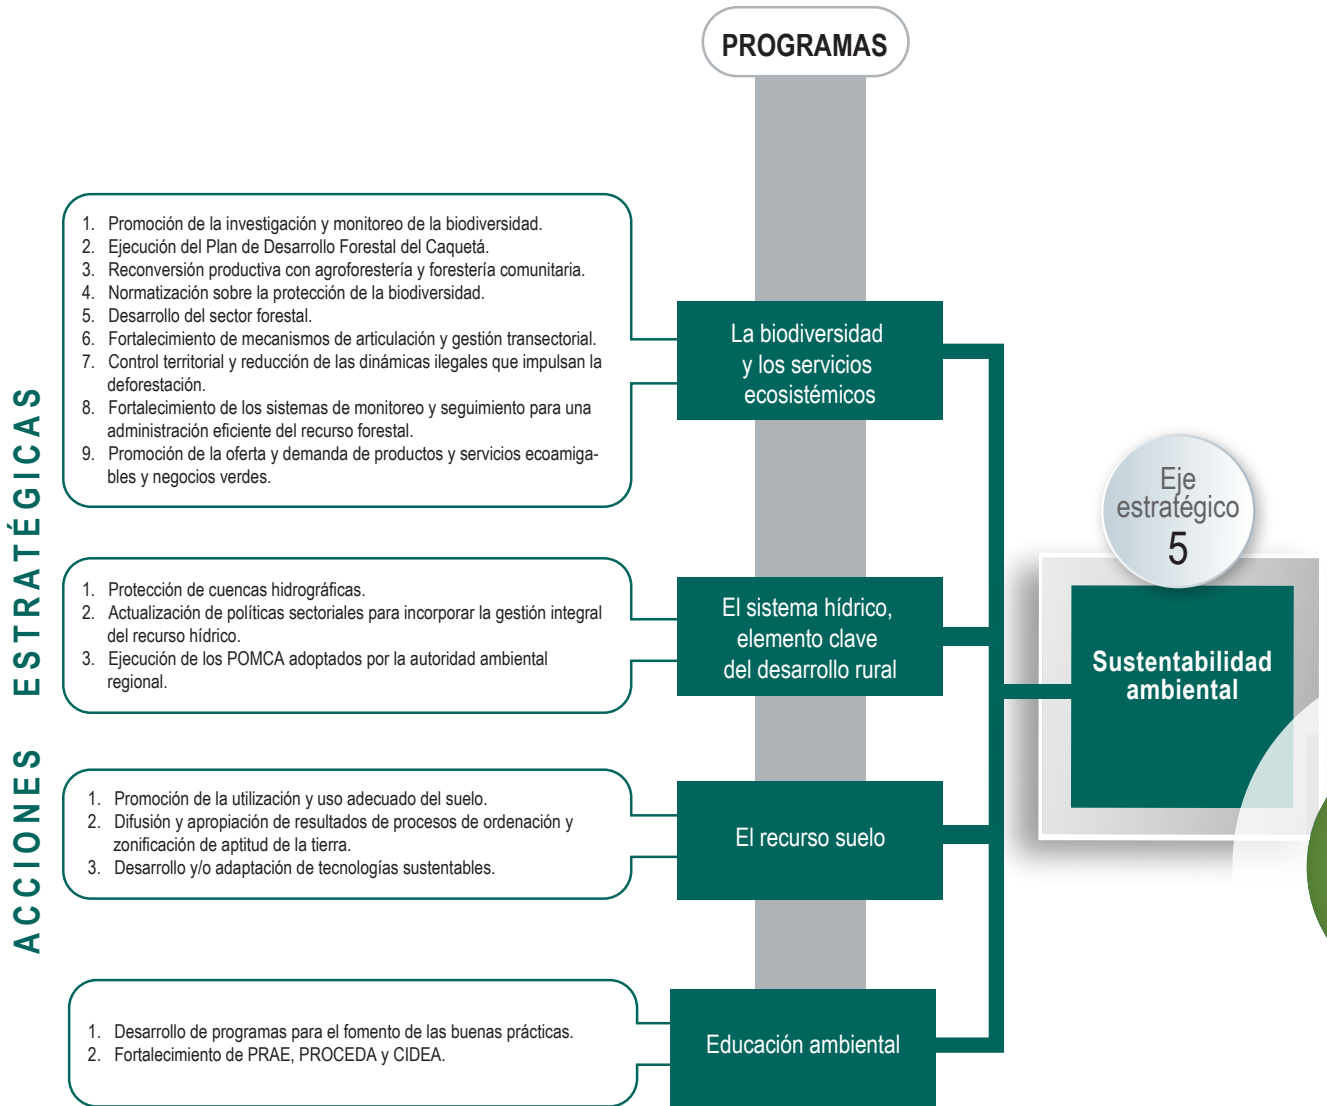 PROGRAMAS
ACCIONES ESTRATÉGICAS
1. Promoción de la investigación y monitoreo de la biodiversidad.
2. Ejecución del Plan de Desarrollo Forestal del Caquetá.
3. Reconversión productiva con agroforestería y forestería comunitaria.
4. Normatización sobre la protección de la biodiversidad.
5. Desarrollo del sector forestal.
6. Fortalecimiento de mecanismos de articulación y gestión transectorial.
7. Control territorial y reducción de las dinámicas ilegales que impulsan la
deforestación.
8. Fortalecimiento de los sistemas de monitoreo y seguimiento para una
administración eficiente del recurso forestal.
9. Promoción de la oferta y demanda de productos y servicios ecoamiga-
bles y negocios verdes.
La biodiversidad
y los servicios
ecosistémicos
1. Protección de cuencas hidrográficas.
2. Actualización de políticas sectoriales para incorporar la gestión integral
del recurso hídrico.
3. Ejecución de los POMCA adoptados por la autoridad ambiental
regional.
El sistema hídrico,
elemento clave
del desarrollo rural
1. Promoción de la utilización y uso adecuado del suelo.
2. Difusión y apropiación de resultados de procesos de ordenación y
zonificación de aptitud de la tierra.
3. Desarrollo y/o adaptación de tecnologías sustentables.
El recurso suelo
1. Desarrollo de programas para el fomento de las buenas prácticas.
2. Fortalecimiento de PRAE, PROCEDA y CIDEA.
Educación ambiental
Eje
estratégico
5
Sustentabilidad
ambiental